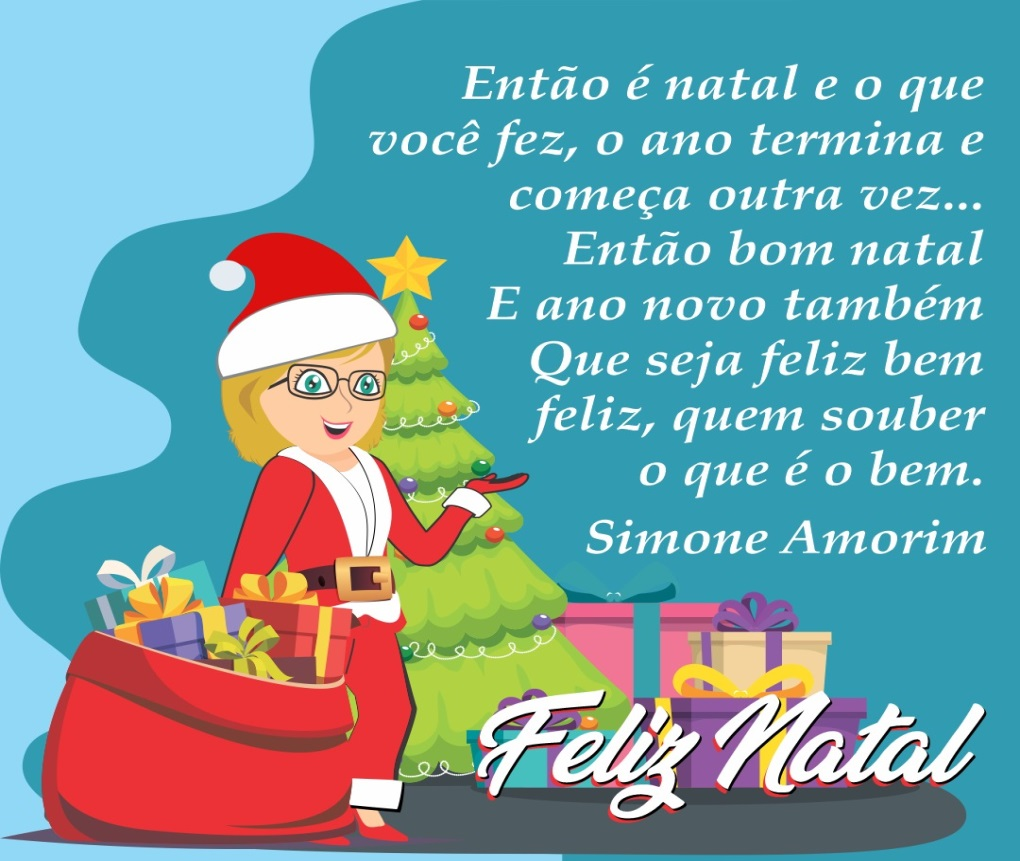 Então é natal e o que
você fez, o ano termina e
começa outra vez...
Então bom natal
E ano novo também
Que seja feliz bem
feliz, quem souber
o que é o bem.
Simone Amorim
Feliz Natal